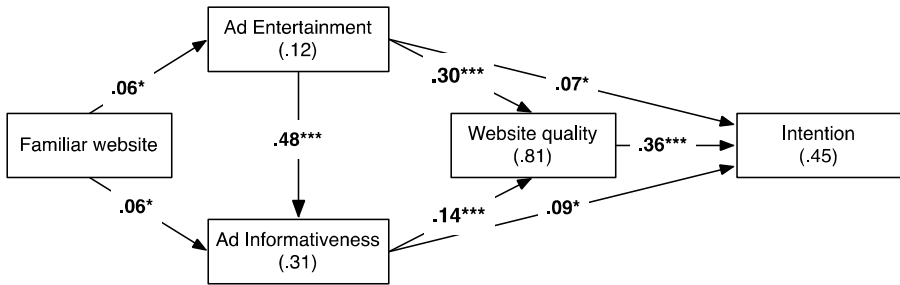 Ad Entertainment
(.12)
.06*
.30***
.07*
Familiar website
.48***
Website quality
(.81)
.36***
Intention
(.45)
.06*
.14***
.09*
Ad Informativeness
(.31)